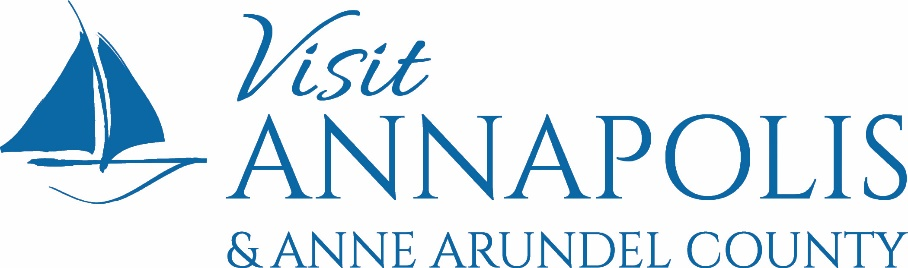 Visit
ANNAPOLIS
& ANNE ARUNDEL COUNTY